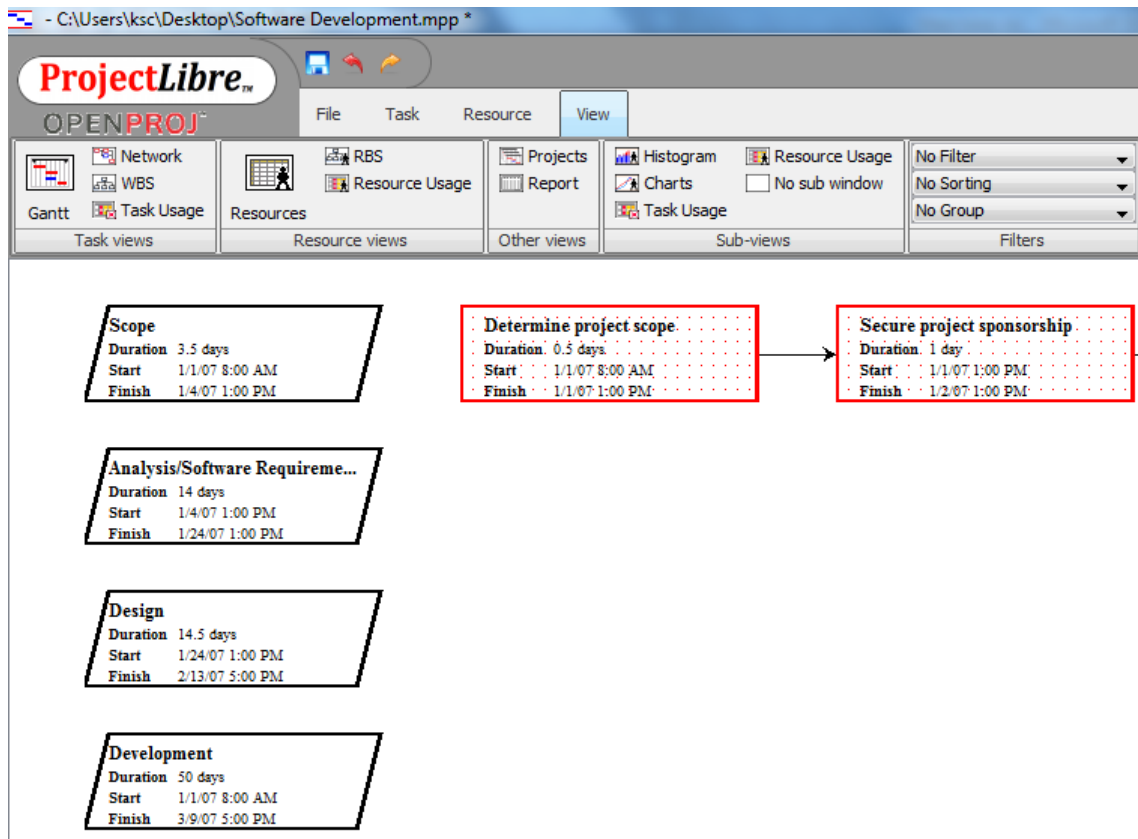 - C:\Users\ksc\Desktop\Software Development.mpp *
ProjectLibre™
OPENPROJ™
File Task Resource View
Gantt
Network
WBS
Task Usage
Task views
Resources
RBS
Resource Usage
Resource views
Projects
Report
Other views
Histogram
Charts
Task Usage
Resource Usage
No sub window
Sub-views
No Filter
No Sorting
No Group
Filters
Scope
Duration 3.5 days
Start 1/1/07 8:00 AM
Finish 1/4/07 1:00 PM
Determine project scope
Duration 0.5 days
Start 1/1/07 8:00 AM
Finish 1/1/07 1:00 PM
Secure project sponsorship
Duration 1 day
Start 1/1/07 1:00 PM
Finish 1/2/07 1:00 PM
Analysis/Software Requireme...
Duration 14 days
Start 1/4/07 1:00 PM
Finish 1/24/07 1:00 PM
Design
Duration 14.5 days
Start 1/24/07 1:00 PM
Finish 2/13/07 5:00 PM
Development
Duration 50 days
Start 1/1/07 8:00 AM
Finish 3/9/07 5:00 PM